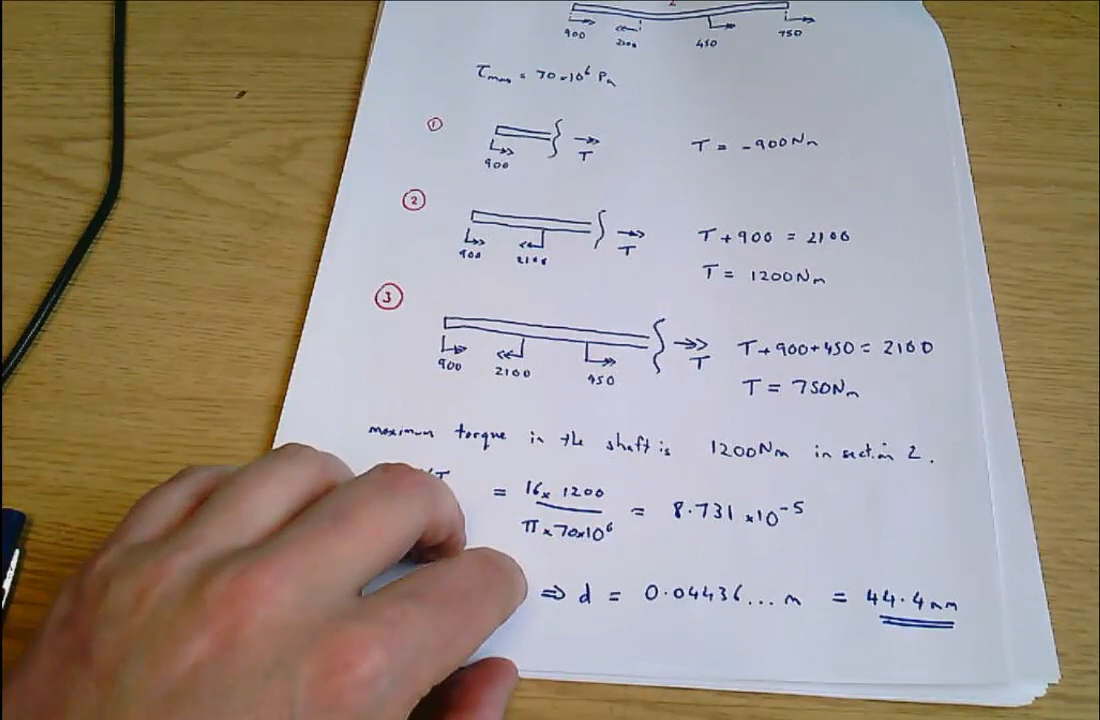 2
900 2100 450 750
τmax = 70×10⁶ Pa
①
T
900
T = -900Nm
②
T
900 2100
T + 900 = 2100
T = 1200Nm
③
T
900 2100 450
T + 900 + 450 = 2100
T = 750Nm
maximum torque in the shaft is 1200Nm in section 2.
= 16 × 1200 / π × 70×10⁶ = 8.731 ×10⁻⁵
⇒ d = 0.04436... m = 44.4mm